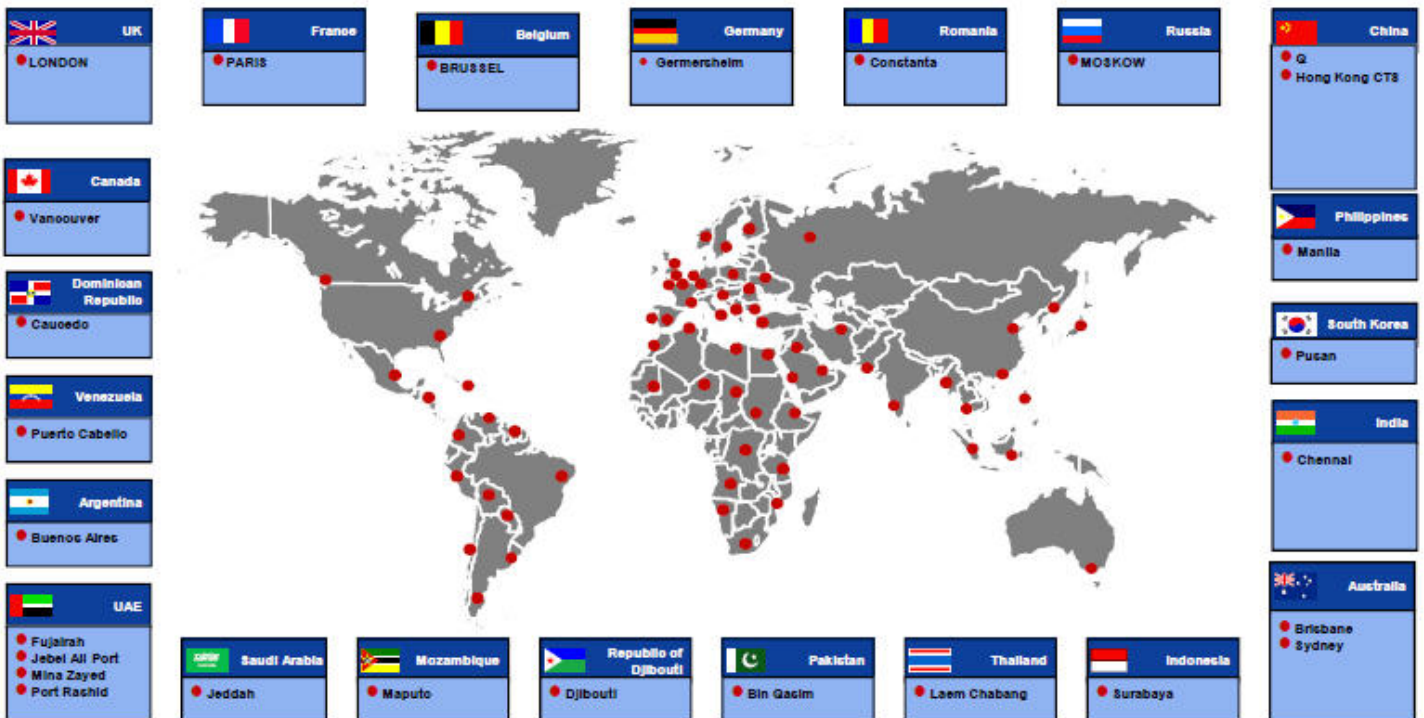 UK
LONDON
France
PARIS
Belgium
BRUSSEL
Germany
Germersheim
Romania
Constanta
Russia
MOSKOW
China
Q
Hong Kong CT8
Canada
Vancouver
Philippines
Manila
Dominican
Republic
Caucedo
South Korea
Pusan
Venezuela
Puerto Cabello
India
Chennai
Argentina
Buenos Aires
UAE
Fujairah
Jebel Ali Port
Mina Zayed
Port Rashid
Saudi Arabia
Jeddah
Mozambique
Maputo
Republic of
Djibouti
Djibouti
Pakistan
Bin Qasim
Thailand
Laem Chabang
Indonesia
Surabaya
Australia
Brisbane
Sydney